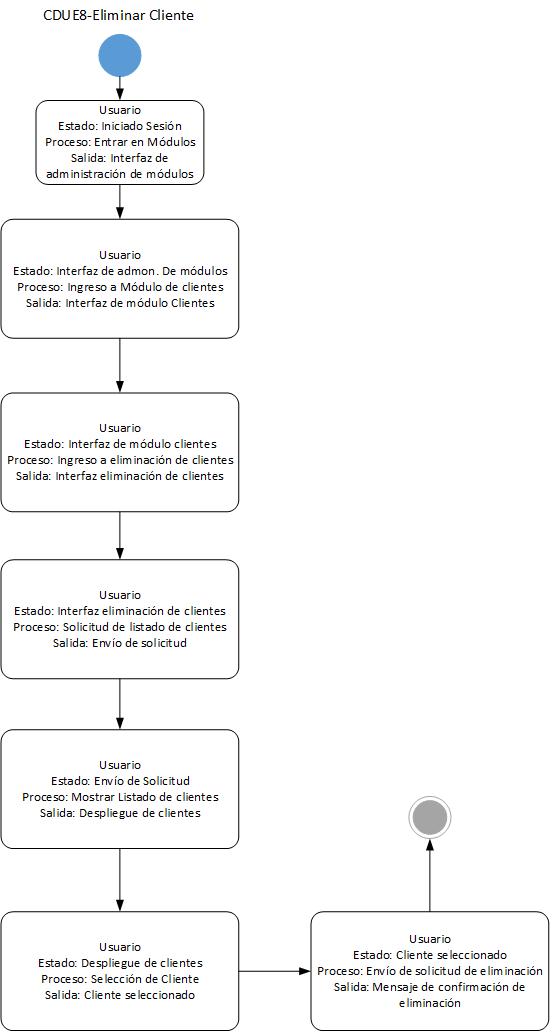 CDUE8-Eliminar Cliente
Usuario
Estado: Iniciado Sesión
Proceso: Entrar en Módulos
Salida: Interfaz de
administración de módulos
Usuario
Estado: Interfaz de admon. De módulos
Proceso: Ingreso a Módulo de clientes
Salida: Interfaz de módulo Clientes
Usuario
Estado: Interfaz de módulo clientes
Proceso: Ingreso a eliminación de clientes
Salida: Interfaz eliminación de clientes
Usuario
Estado: Interfaz eliminación de clientes
Proceso: Solicitud de listado de clientes
Salida: Envío de solicitud
Usuario
Estado: Envío de Solicitud
Proceso: Mostrar Listado de clientes
Salida: Despliegue de clientes
Usuario
Estado: Despliegue de clientes
Proceso: Selección de Cliente
Salida: Cliente seleccionado
Usuario
Estado: Cliente seleccionado
Proceso: Envío de solicitud de eliminación
Salida: Mensaje de confirmación de
eliminación